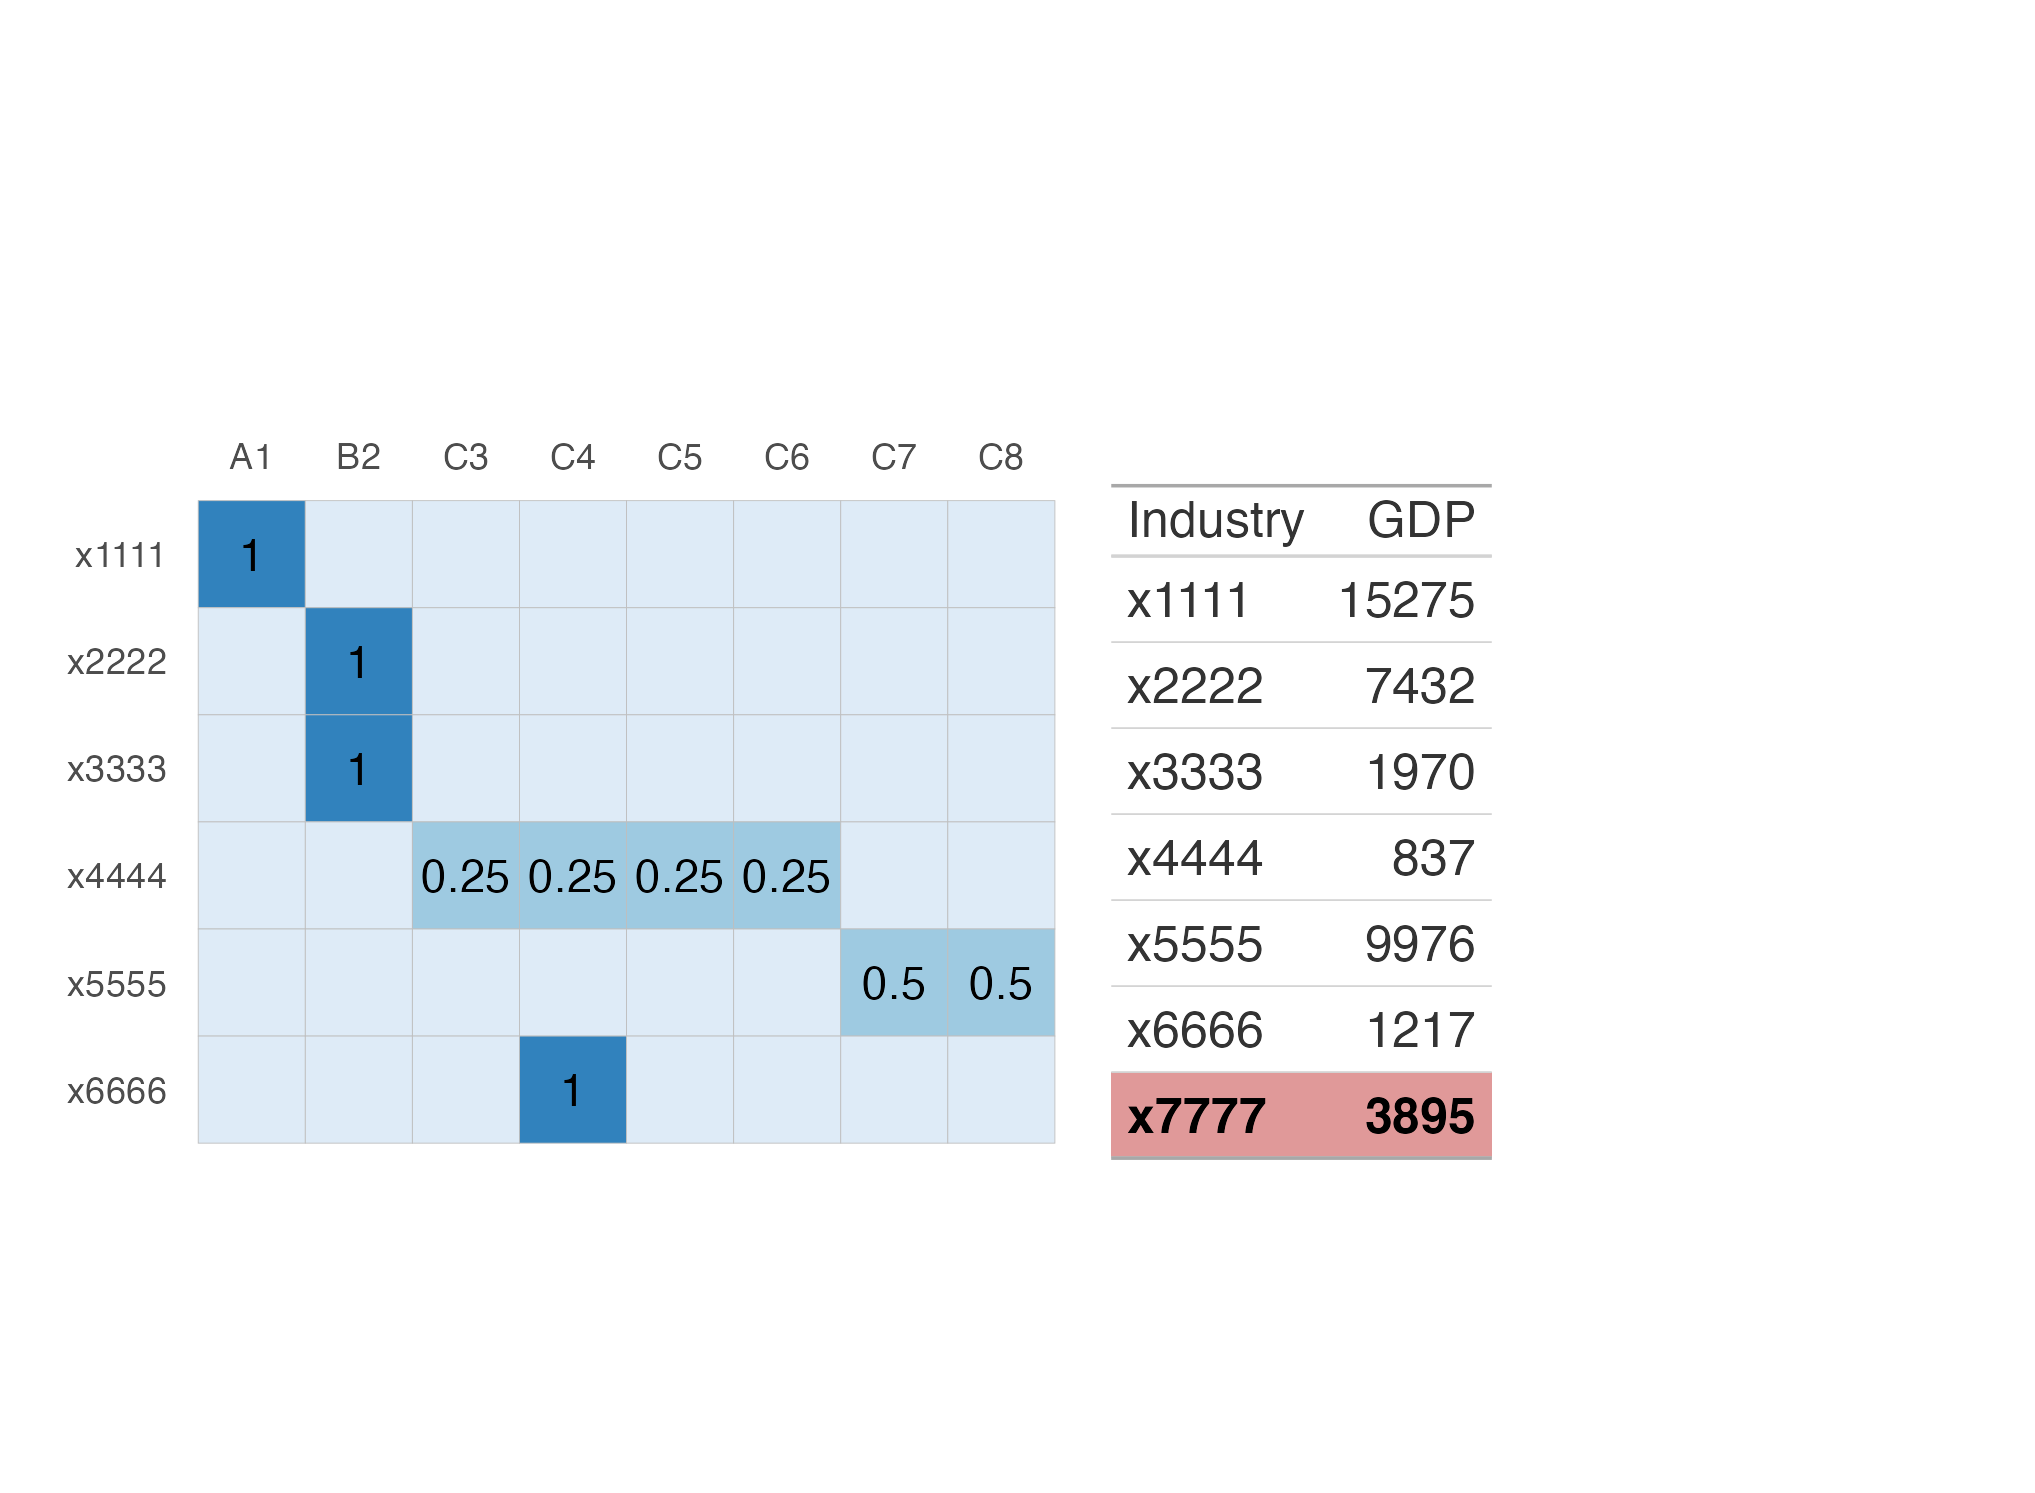 A1 B2 C3 C4 C5 C6 C7 C8
x1111 1
x2222 1
x3333 1
x4444 0.25 0.25 0.25 0.25
x5555 0.5 0.5
x6666 1
Industry GDP
x1111 15275
x2222 7432
x3333 1970
x4444 837
x5555 9976
x6666 1217
x7777 3895